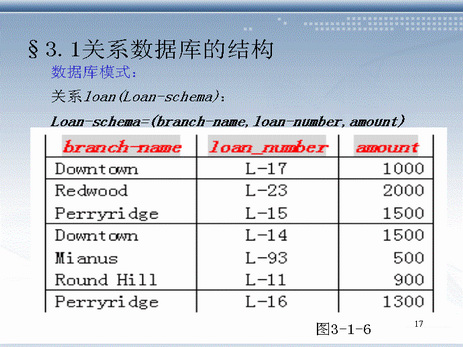 §3.1关系数据库的结构
数据库模式：
关系loan(Loan-schema)：
Loan-schema=(branch-name,loan-number,amount)
branch-name loan_number amount
Downtown L-17 1000
Redwood L-23 2000
Perryridge L-15 1500
Downtown L-14 1500
Mianus L-93 500
Round Hill L-11 900
Perryridge L-16 1300
图3-1-6
17